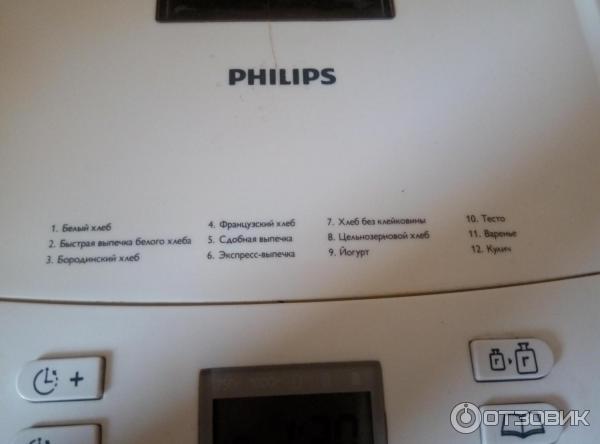 PHILIPS
1. Белый хлеб
2. Быстрая выпечка белого хлеба
3. Бородинский хлеб
4. Французский хлеб
5. Сдобная выпечка
6. Экспресс-выпечка
7. Хлеб без клейковины
8. Цельнозерновой хлеб
9. Йогурт
10. Тесто
11. Варенье
12. Кулич
+
г г
ОТЗОВИК